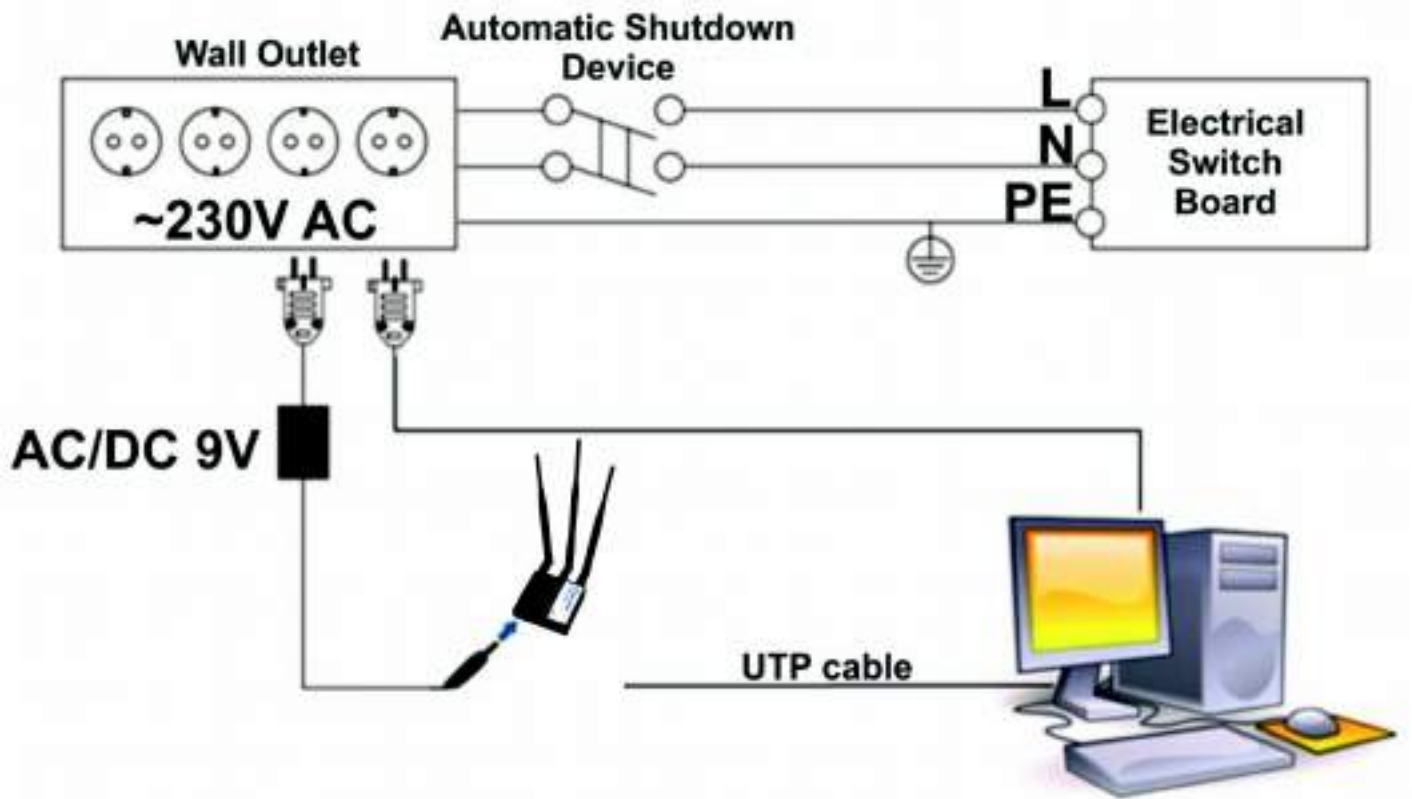 Automatic Shutdown
Device
Wall Outlet
~230V AC
L
N
PE
Electrical
Switch
Board
AC/DC 9V
UTP cable